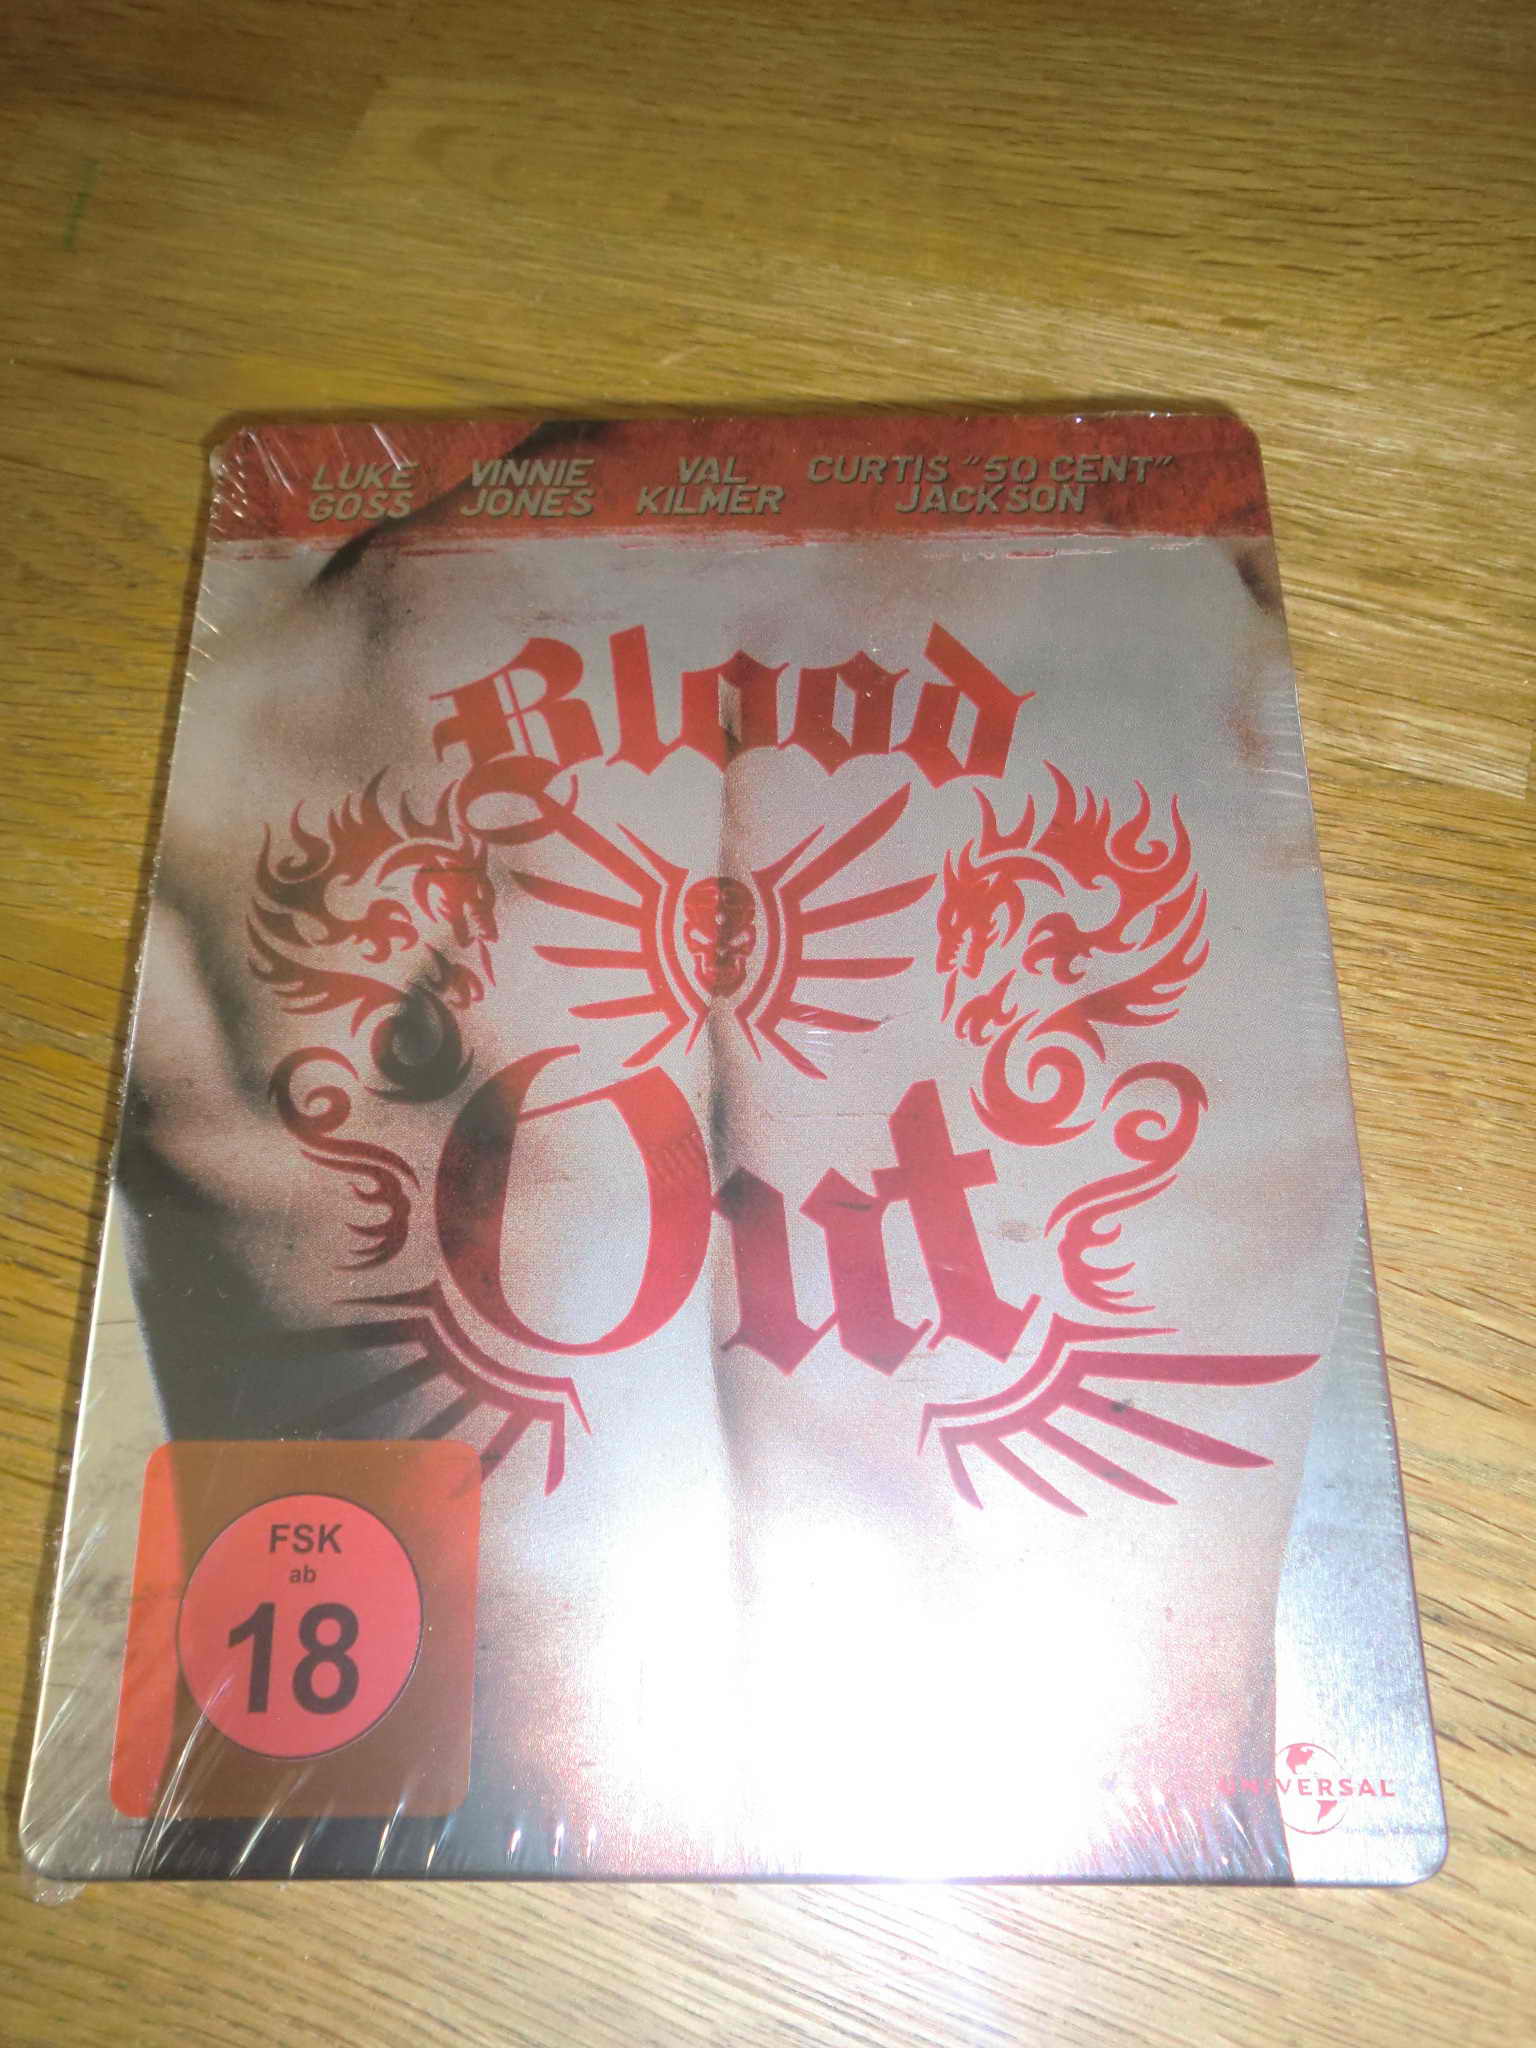 LUKE GOSS
VINNIE JONES
VAL KILMER
CURTIS "50 CENT" JACKSON
Blood
Out
FSK
ab
18
UNIVERSAL